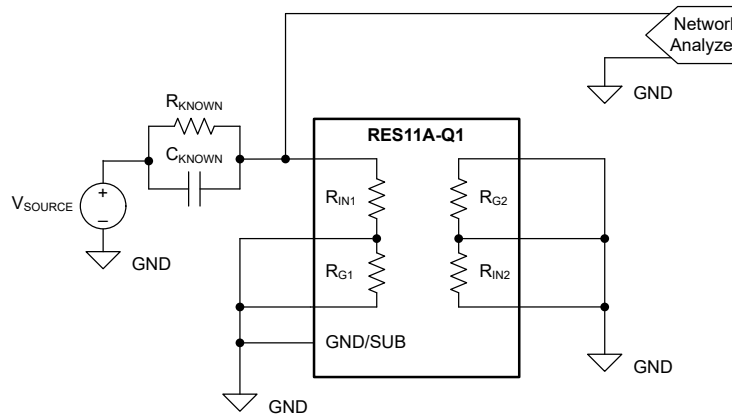 Network
Analyze
GND
R_KNOWN
C_KNOWN
RES11A-Q1
V_SOURCE
+
–
GND
R_IN1
R_G2
R_G1
R_IN2
GND/SUB
GND
GND